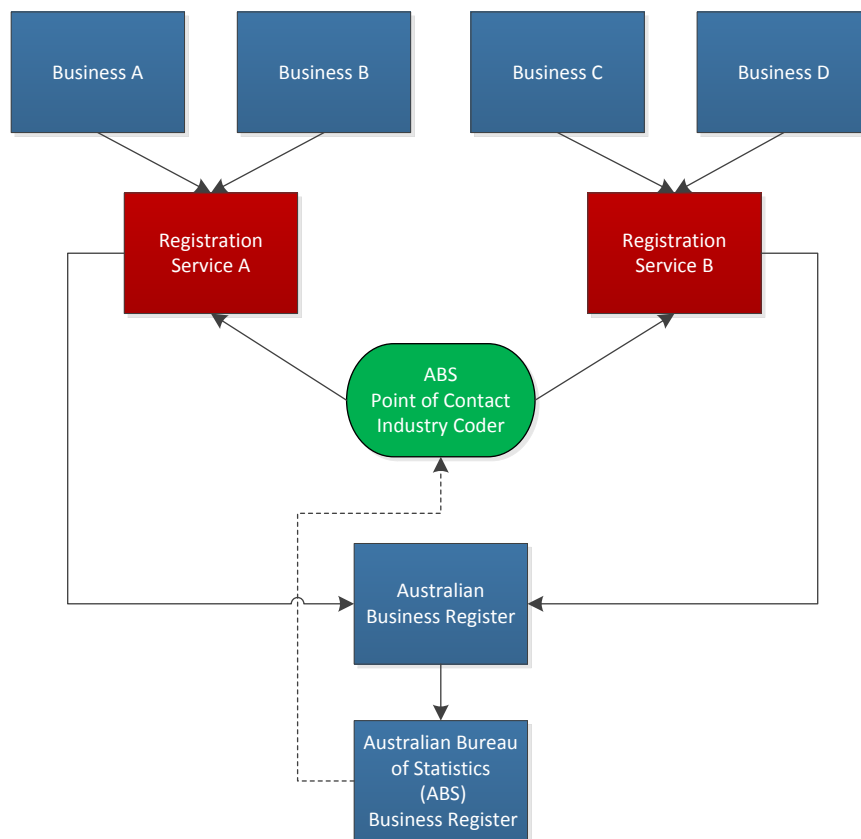 Business A
Business B
Business C
Business D
Registration
Service A
Registration
Service B
ABS
Point of Contact
Industry Coder
Australian
Business Register
Australian Bureau
of Statistics
(ABS)
Business Register